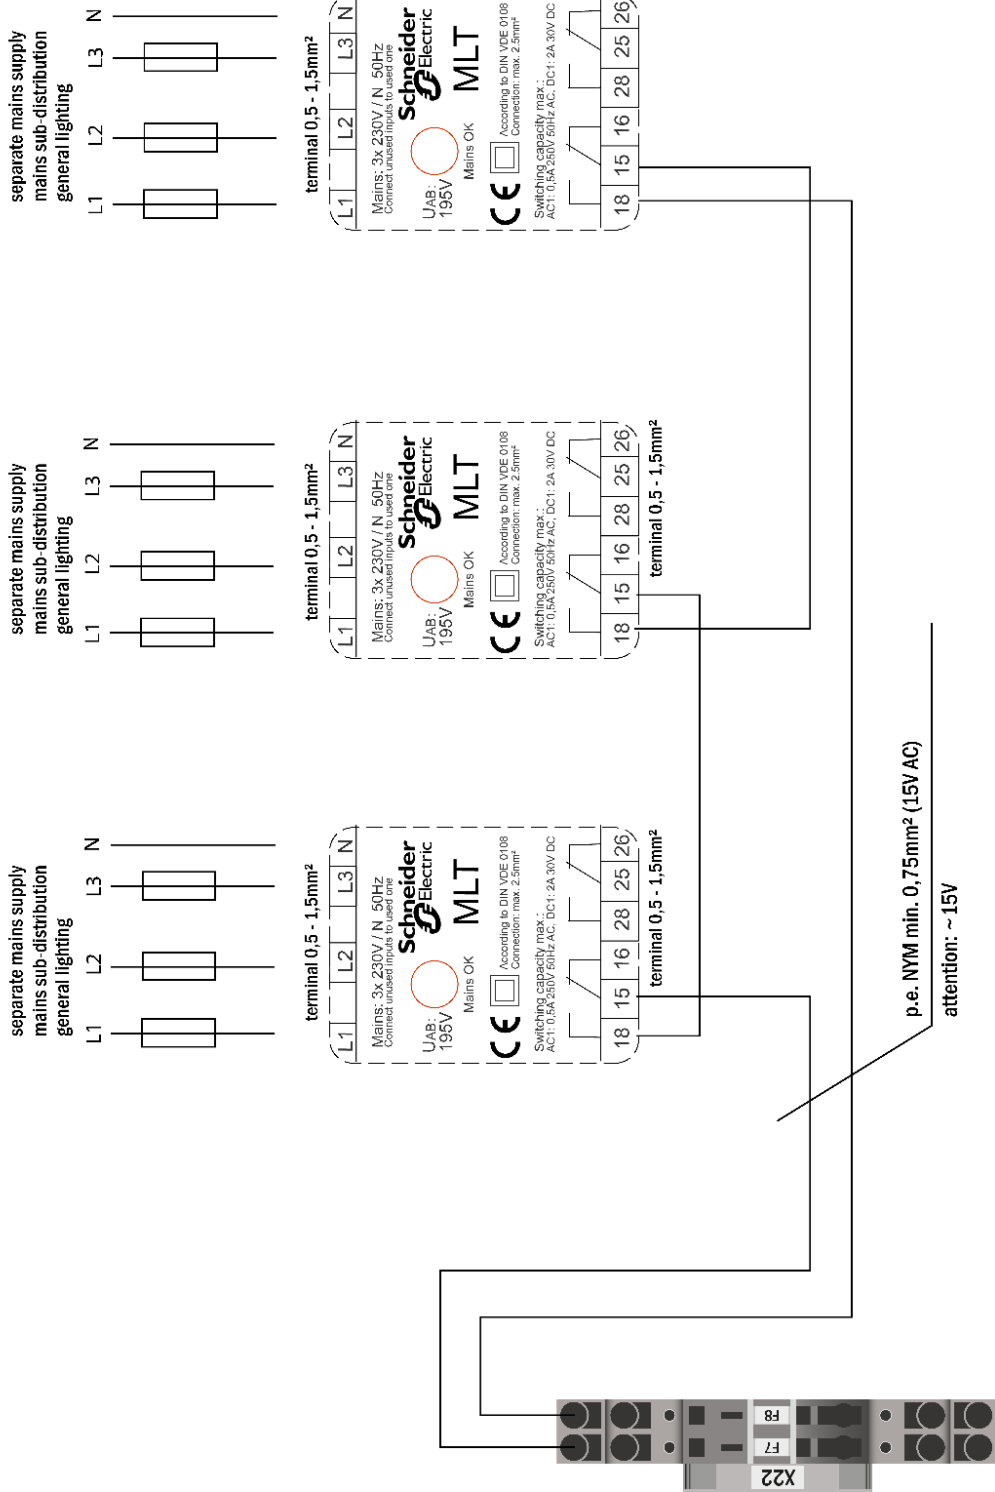 separate mains supply
mains sub-distribution
general lighting
L1
L2
L3
N
terminal 0,5 - 1,5mm²
L1
L2
L3
N
Mains: 3x 230V / N 50Hz
Connect unused inputs to used one
UAB:
195V
Mains OK
Schneider
Electric
MLT
CE
According to DIN VDE 0108
Connection: max. 2.5mm²
Switching capacity max.:
AC1: 0,5A 250V 50Hz AC, DC1: 2A 30V DC
18
15
16
28
25
26
terminal 0,5 - 1,5mm²
separate mains supply
mains sub-distribution
general lighting
L1
L2
L3
N
terminal 0,5 - 1,5mm²
L1
L2
L3
N
Mains: 3x 230V / N 50Hz
Connect unused inputs to used one
UAB:
195V
Mains OK
Schneider
Electric
MLT
CE
According to DIN VDE 0108
Connection: max. 2.5mm²
Switching capacity max.:
AC1: 0,5A 250V 50Hz AC, DC1: 2A 30V DC
18
15
16
28
25
26
terminal 0,5 - 1,5mm²
separate mains supply
mains sub-distribution
general lighting
L1
L2
L3
N
terminal 0,5 - 1,5mm²
L1
L2
L3
N
Mains: 3x 230V / N 50Hz
Connect unused inputs to used one
UAB:
195V
Mains OK
Schneider
Electric
MLT
CE
According to DIN VDE 0108
Connection: max. 2.5mm²
Switching capacity max.:
AC1: 0,5A 250V 50Hz AC, DC1: 2A 30V DC
18
15
16
28
25
26
p.e. NYM min. 0,75mm² (15V AC)
attention: ~ 15V
X22
F7
F8